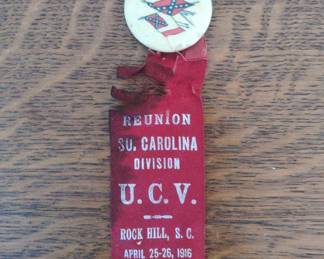 REUNION
SO. CAROLINA
DIVISION
U. C. V.
ROCK HILL, S. C.
APRIL 25-26, 1916